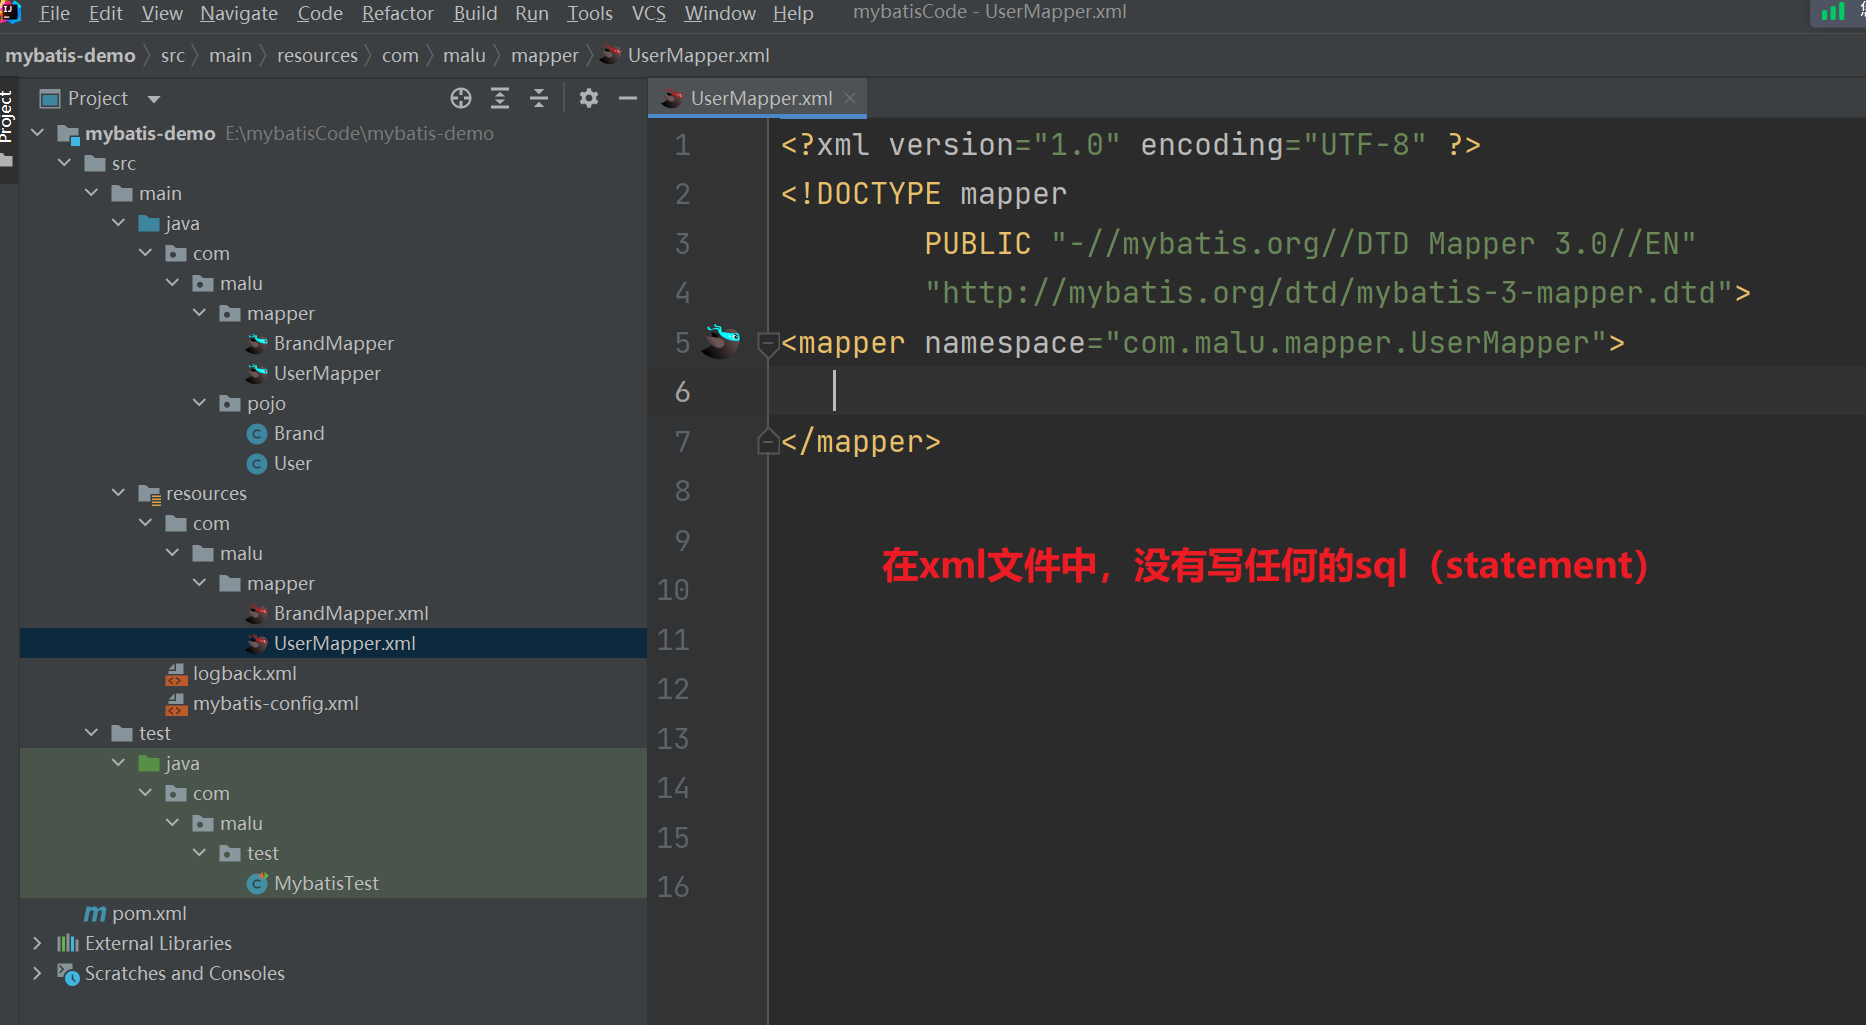 File Edit View Navigate Code Refactor Build Run Tools VCS Window Help mybatisCode - UserMapper.xml
mybatis-demo src main resources com malu mapper UserMapper.xml
Project
Project
UserMapper.xml
mybatis-demo E:\mybatisCode\mybatis-demo
src
main
java
com
malu
mapper
BrandMapper
UserMapper
pojo
Brand
User
resources
com
malu
mapper
BrandMapper.xml
UserMapper.xml
logback.xml
mybatis-config.xml
test
java
com
malu
test
MybatisTest
pom.xml
External Libraries
Scratches and Consoles
1 <?xml version="1.0" encoding="UTF-8" ?>
2 <!DOCTYPE mapper
3 PUBLIC "-//mybatis.org//DTD Mapper 3.0//EN"
4 "http://mybatis.org/dtd/mybatis-3-mapper.dtd">
5 <mapper namespace="com.malu.mapper.UserMapper">
6
7 </mapper>
8
9
在xml文件中，没有写任何的sql（statement）
10
11
12
13
14
15
16